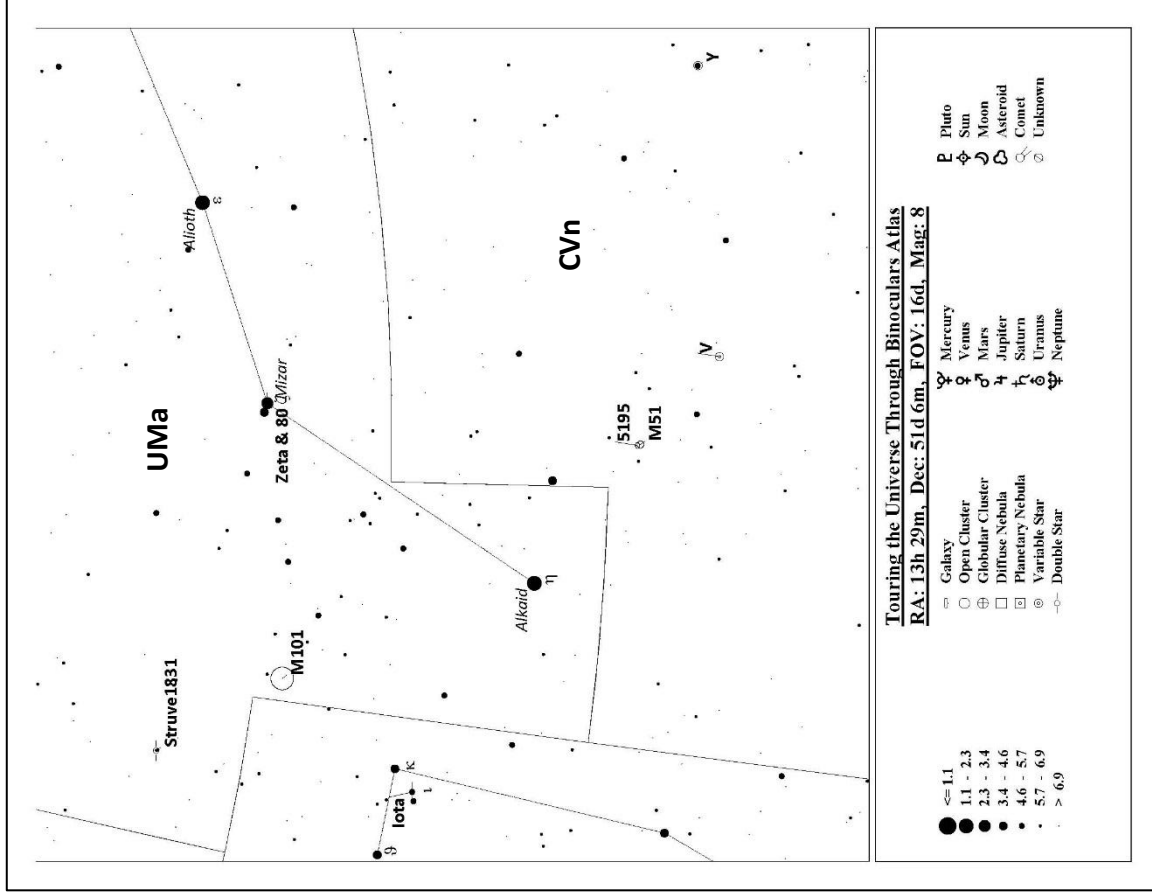 UMa
CVn
Alioth
ε
Mizar
ζ
Zeta & 80
Alkaid
η
M101
Struve1831
5195
M51
V
Y
Iota
κ
ι
θ
Touring the Universe Through Binoculars Atlas
RA: 13h 29m, Dec: 51d 6m, FOV: 16d, Mag: 8
<= 1.1
1.1 - 2.3
2.3 - 3.4
3.4 - 4.6
4.6 - 5.7
5.7 - 6.9
> 6.9
Galaxy
Open Cluster
Globular Cluster
Diffuse Nebula
Planetary Nebula
Variable Star
Double Star
Mercury
Venus
Mars
Jupiter
Saturn
Uranus
Neptune
Pluto
Sun
Moon
Asteroid
Comet
Unknown